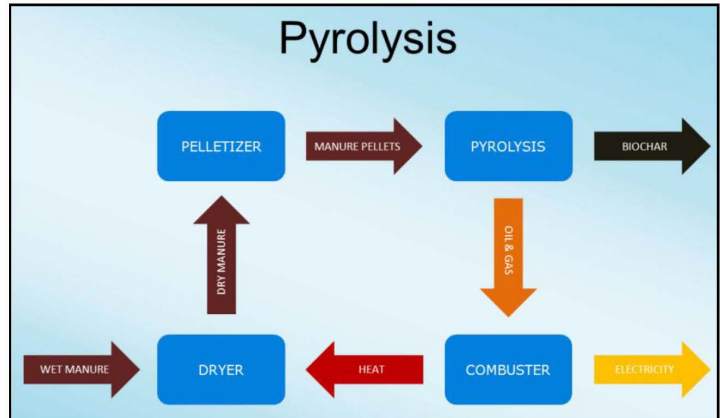 Pyrolysis
PELLETIZER
MANURE PELLETS
PYROLYSIS
BIOCHAR
DRY MANURE
OIL & GAS
WET MANURE
DRYER
HEAT
COMBUSTER
ELECTRICITY